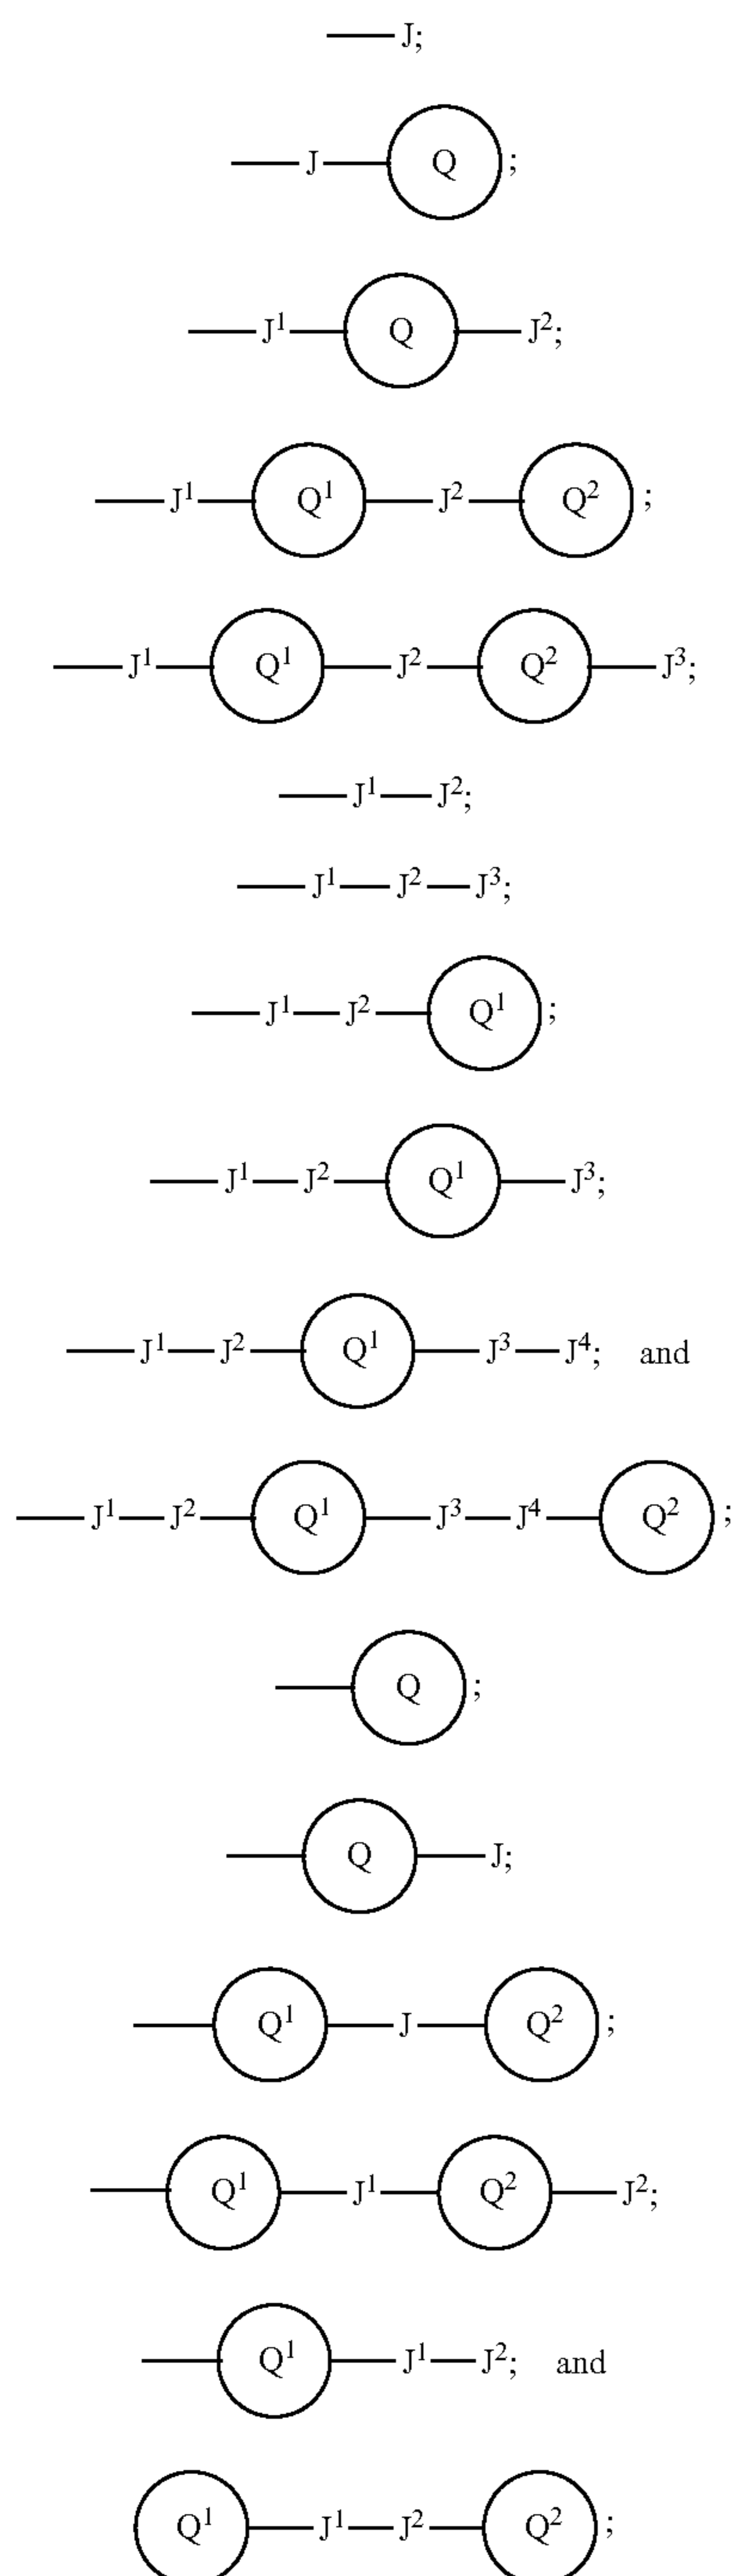 J;
J Q ;
J¹ Q J²;
J¹ Q¹ J² Q² ;
J¹ Q¹ J² Q² J³;
J¹ J²;
J¹ J² J³;
J¹ J² Q¹ ;
J¹ J² Q¹ J³;
J¹ J² Q¹ J³ J⁴; and
J¹ J² Q¹ J³ J⁴ Q² ;
Q ;
Q J;
Q¹ J Q² ;
Q¹ J¹ Q² J²;
Q¹ J¹ J²; and
Q¹ J¹ J² Q² ;